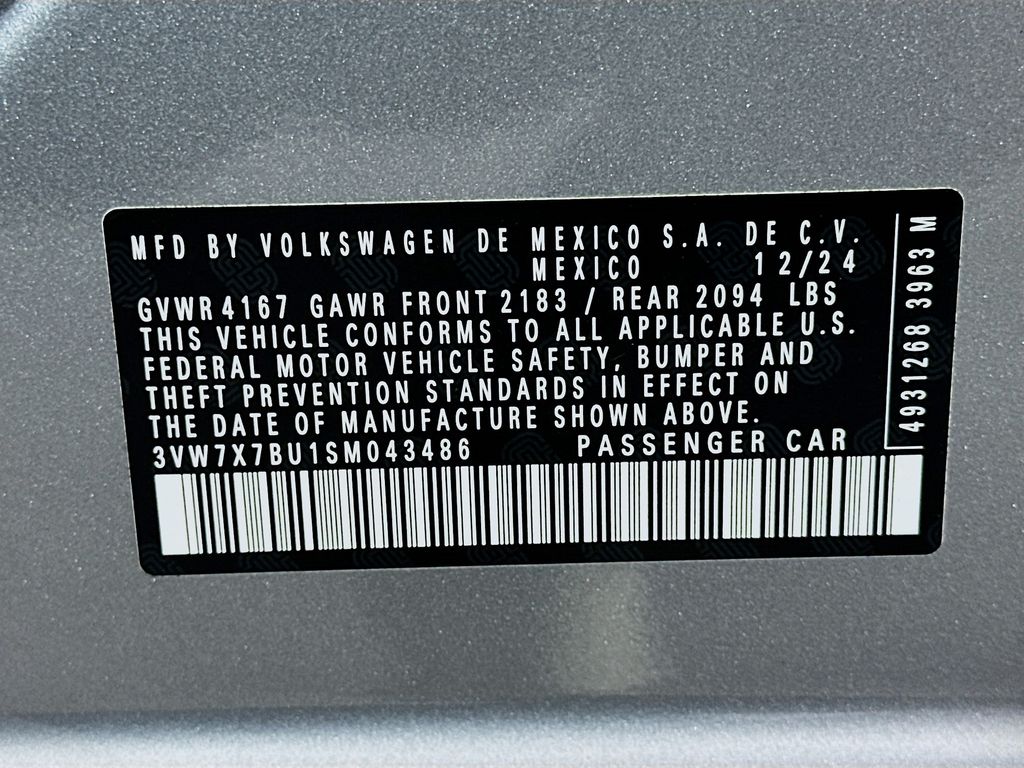 MFD BY VOLKSWAGEN DE MEXICO S.A. DE C.V.
MEXICO 12/24
GVWR 4167 GAWR FRONT 2183 / REAR 2094 LBS
THIS VEHICLE CONFORMS TO ALL APPLICABLE U.S.
FEDERAL MOTOR VEHICLE SAFETY, BUMPER AND
THEFT PREVENTION STANDARDS IN EFFECT ON
THE DATE OF MANUFACTURE SHOWN ABOVE.
3VW7X7BU1SM043486 PASSENGER CAR
4931268 3963 M